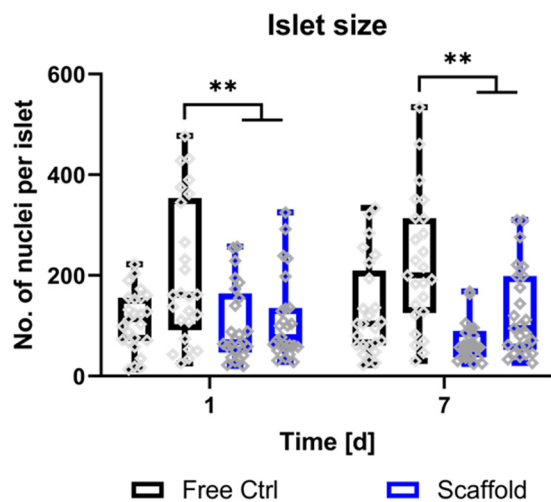 Islet size
No. of nuclei per islet
600
400
200
0
**
**
1
7
Time [d]
Free Ctrl
Scaffold